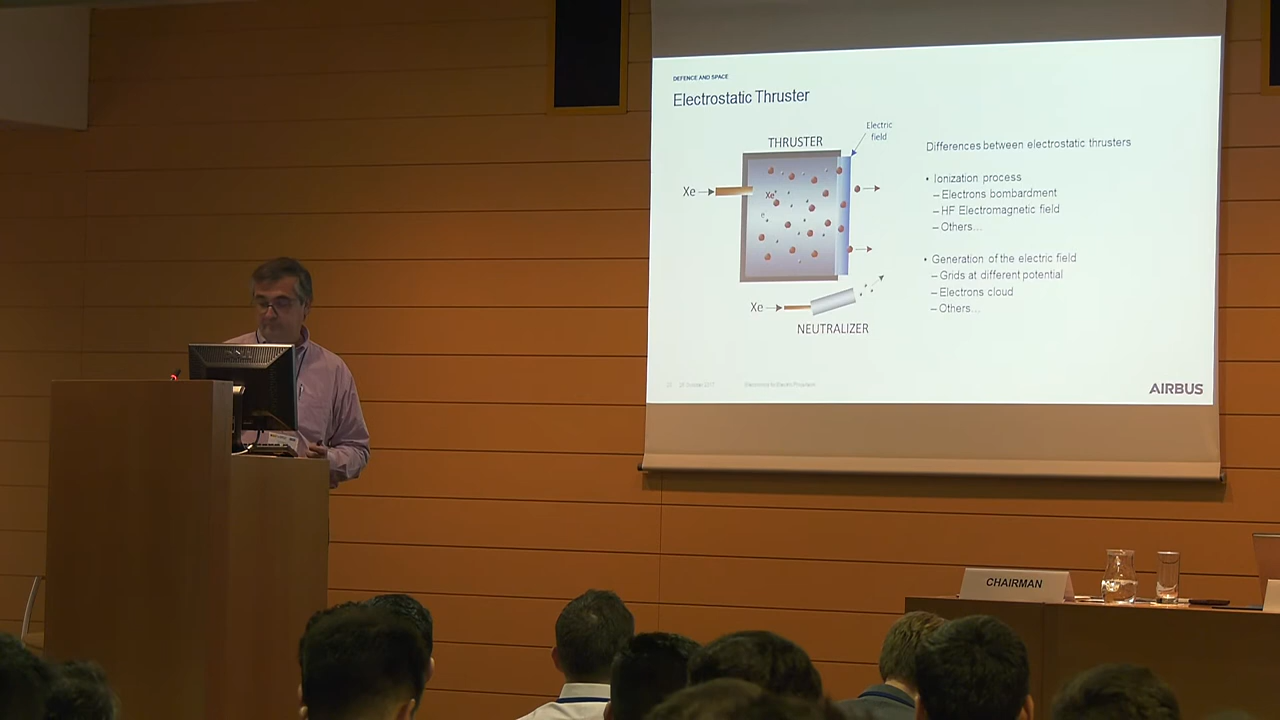 DEFENCE AND SPACE
Electrostatic Thruster
Electric
field
THRUSTER
Xe
Xe⁺
e⁻
Xe
NEUTRALIZER
Differences between electrostatic thrusters
• Ionization process
– Electrons bombardment
– HF Electromagnetic field
– Others...
• Generation of the electric field
– Grids at different potential
– Electrons cloud
– Others...
AIRBUS
CHAIRMAN